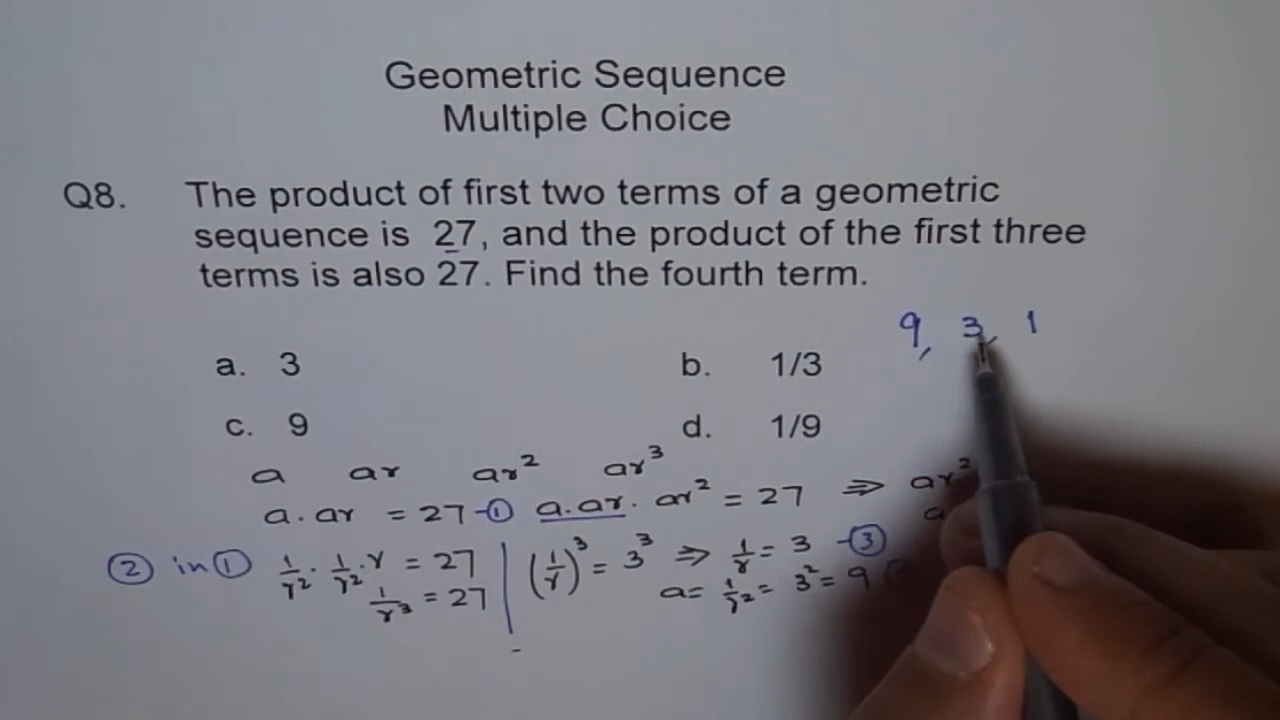 Geometric Sequence
Multiple Choice
Q8. The product of first two terms of a geometric
sequence is 27, and the product of the first three
terms is also 27. Find the fourth term.
9, 3, 1
a. 3 b. 1/3
c. 9 d. 1/9
a ar ar² ar³
a . ar = 27 -① a.ar. ar² = 27 ⇒ ar²
a
② in ① 1/r² . 1/r² . r = 27 (1/r)³ = 3³ ⇒ 1/r = 3 -③
1/r³ = 27 a = 1/r² = 3² = 9